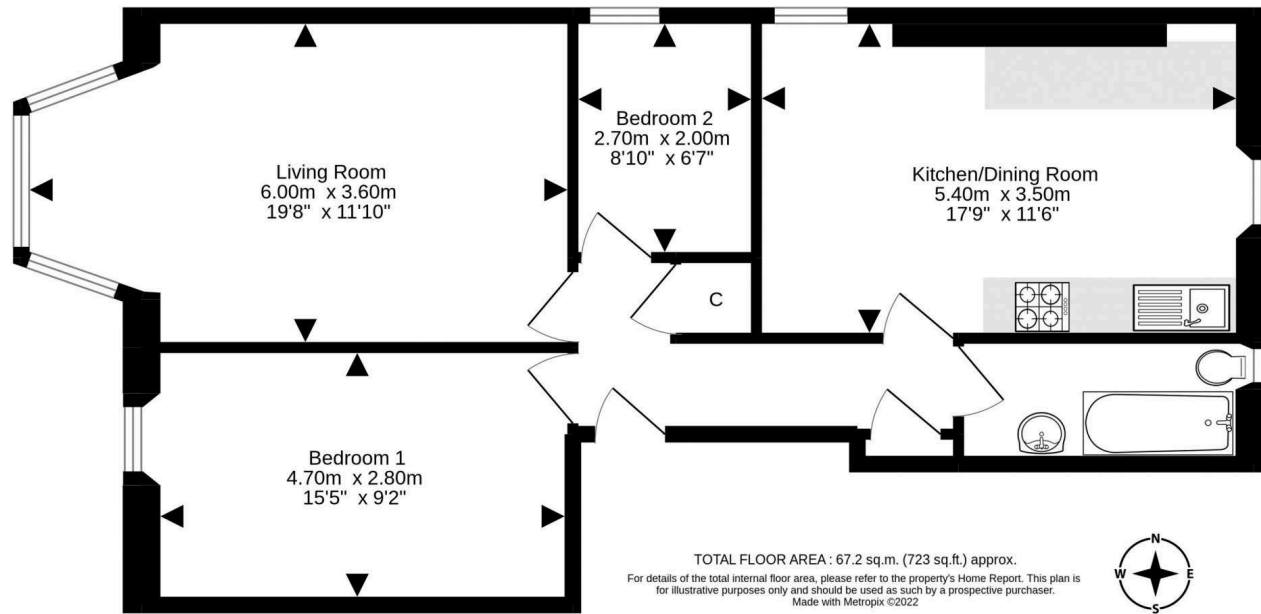 Living Room
6.00m x 3.60m
19'8" x 11'10"
Bedroom 2
2.70m x 2.00m
8'10" x 6'7"
Kitchen/Dining Room
5.40m x 3.50m
17'9" x 11'6"
C
Bedroom 1
4.70m x 2.80m
15'5" x 9'2"
TOTAL FLOOR AREA : 67.2 sq.m. (723 sq.ft.) approx.
For details of the total internal floor area, please refer to the property's Home Report. This plan is
for illustrative purposes only and should be used as such by a prospective purchaser.
Made with Metropix ©2022
N
W E
S